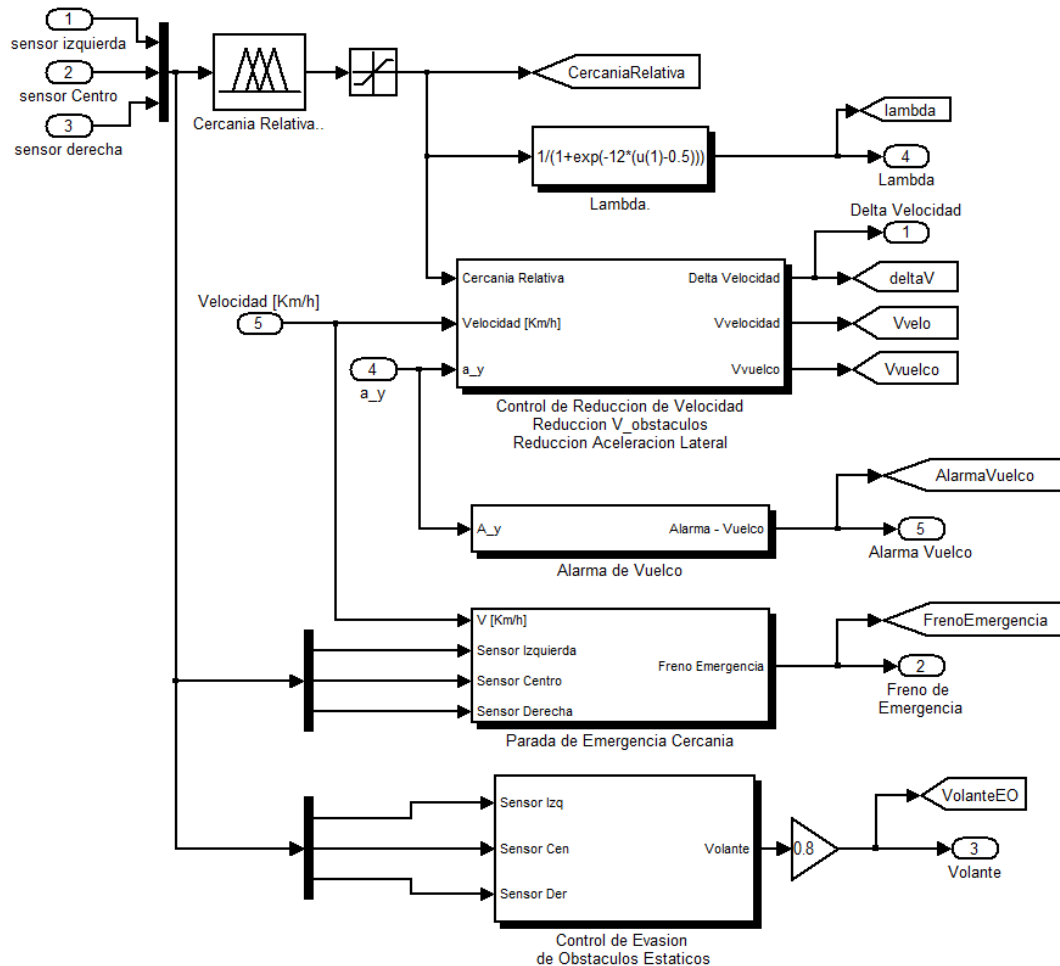 1
sensor izquierda
2
sensor Centro
3
sensor derecha
Cercania Relativa..
CercaniaRelativa
lambda
1/(1+exp(-12*(u(1)-0.5)))
Lambda.
4
Lambda
Delta Velocidad
1
Cercania Relativa
Delta Velocidad
deltaV
Velocidad [Km/h]
5
Velocidad [Km/h]
Vvelocidad
Vvelo
4
a_y
a_y
Vvuelco
Vvuelco
Control de Reduccion de Velocidad
Reduccion V_obstaculos
Reduccion Aceleracion Lateral
AlarmaVuelco
A_y
Alarma - Vuelco
5
Alarma Vuelco
Alarma de Vuelco
V [Km/h]
FrenoEmergencia
Sensor Izquierda
Freno Emergencia
2
Sensor Centro
Freno de
Emergencia
Sensor Derecha
Parada de Emergencia Cercania
VolanteEO
Sensor Izq
Sensor Cen
Volante
0.8
3
Volante
Sensor Der
Control de Evasion
de Obstaculos Estaticos